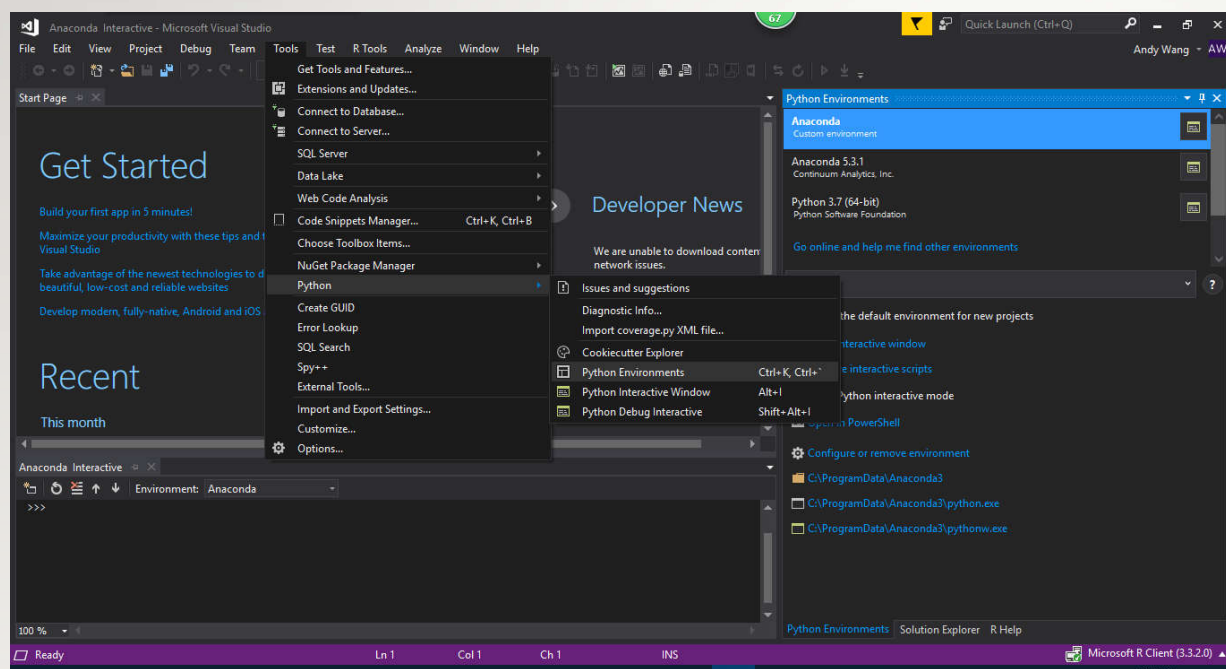 Anaconda Interactive - Microsoft Visual Studio
67
Quick Launch (Ctrl+Q)
File Edit View Project Debug Team Tools Test R Tools Analyze Window Help
Andy Wang AW
Start Page
Get Started
Build your first app in 5 minutes!
Maximize your productivity with these tips and
Visual Studio
Take advantage of the newest technologies to
beautiful, low-cost and reliable websites
Develop modern, fully-native, Android and iOS
Recent
This month
Get Tools and Features...
Extensions and Updates...
Connect to Database...
Connect to Server...
SQL Server
Data Lake
Web Code Analysis
Code Snippets Manager... Ctrl+K, Ctrl+B
Choose Toolbox Items...
NuGet Package Manager
Python
Create GUID
Error Lookup
SQL Search
Spy++
External Tools...
Import and Export Settings...
Customize...
Options...
Developer News
We are unable to download conten
network issues.
Issues and suggestions
Diagnostic Info...
Import coverage.py XML file...
Cookiecutter Explorer
Python Environments Ctrl+K, Ctrl+`
Python Interactive Window Alt+I
Python Debug Interactive Shift+Alt+I
Python Environments
Anaconda
Custom environment
Anaconda 5.3.1
Continuum Analytics, Inc.
Python 3.7 (64-bit)
Python Software Foundation
Go online and help me find other environments
?
the default environment for new projects
interactive window
interactive scripts
Python interactive mode
Open in PowerShell
Configure or remove environment
C:\ProgramData\Anaconda3
C:\ProgramData\Anaconda3\python.exe
C:\ProgramData\Anaconda3\pythonw.exe
Anaconda Interactive
Environment: Anaconda
>>>
100 %
Python Environments Solution Explorer R Help
Ready Ln 1 Col 1 Ch 1 INS Microsoft R Client (3.3.2.0)